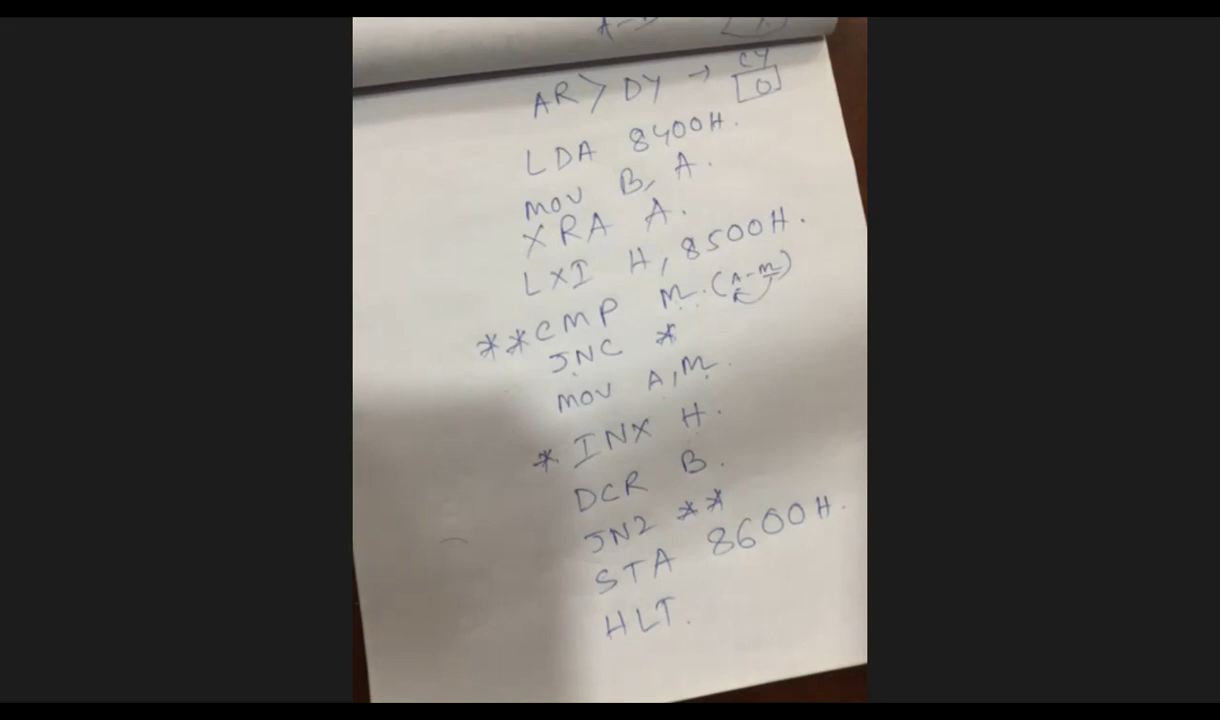 A-
AR > DY → CY 0
LDA 8400H.
MOV B, A.
XRA A.
LXI H, 8500H.
**CMP M. (A-M)
JNC *
MOV A, M.
* INX H.
DCR B.
JNZ **
STA 8600H.
HLT.